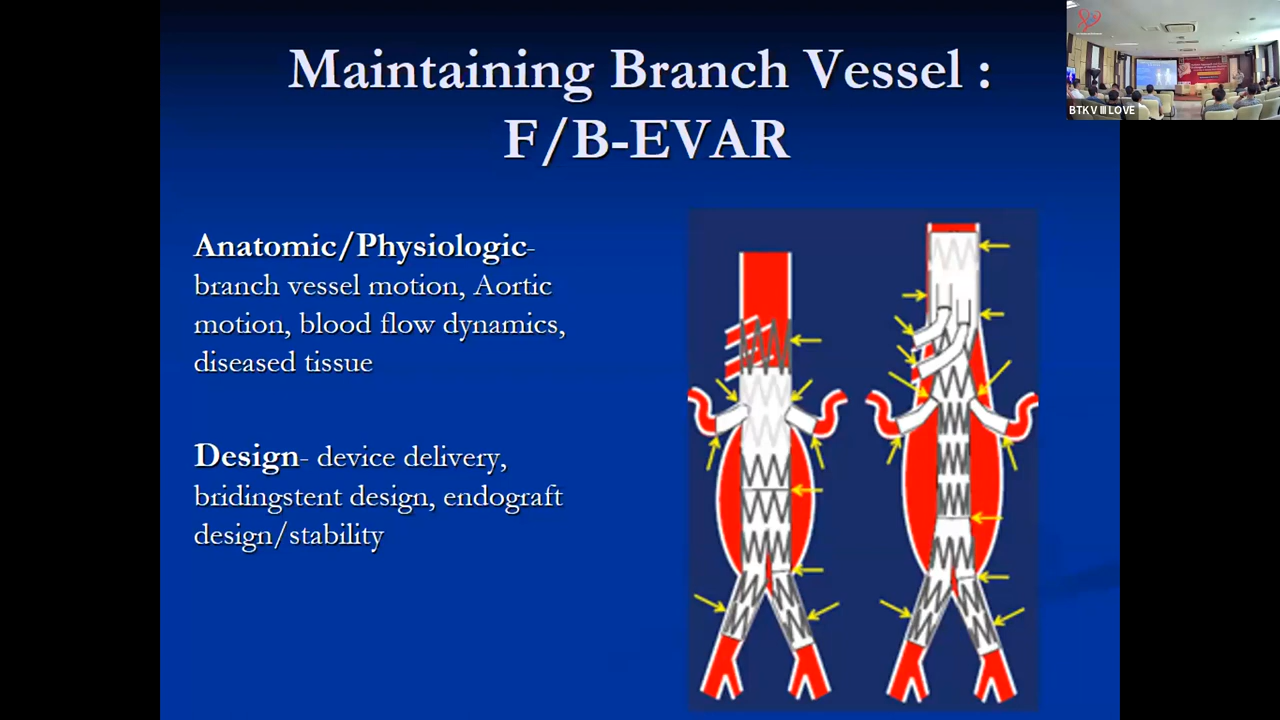 Maintaining Branch Vessel :
F/B-EVAR
Anatomic/Physiologic-
branch vessel motion, Aortic
motion, blood flow dynamics,
diseased tissue
Design- device delivery,
bridingstent design, endograft
design/stability
BTKV III LOVE